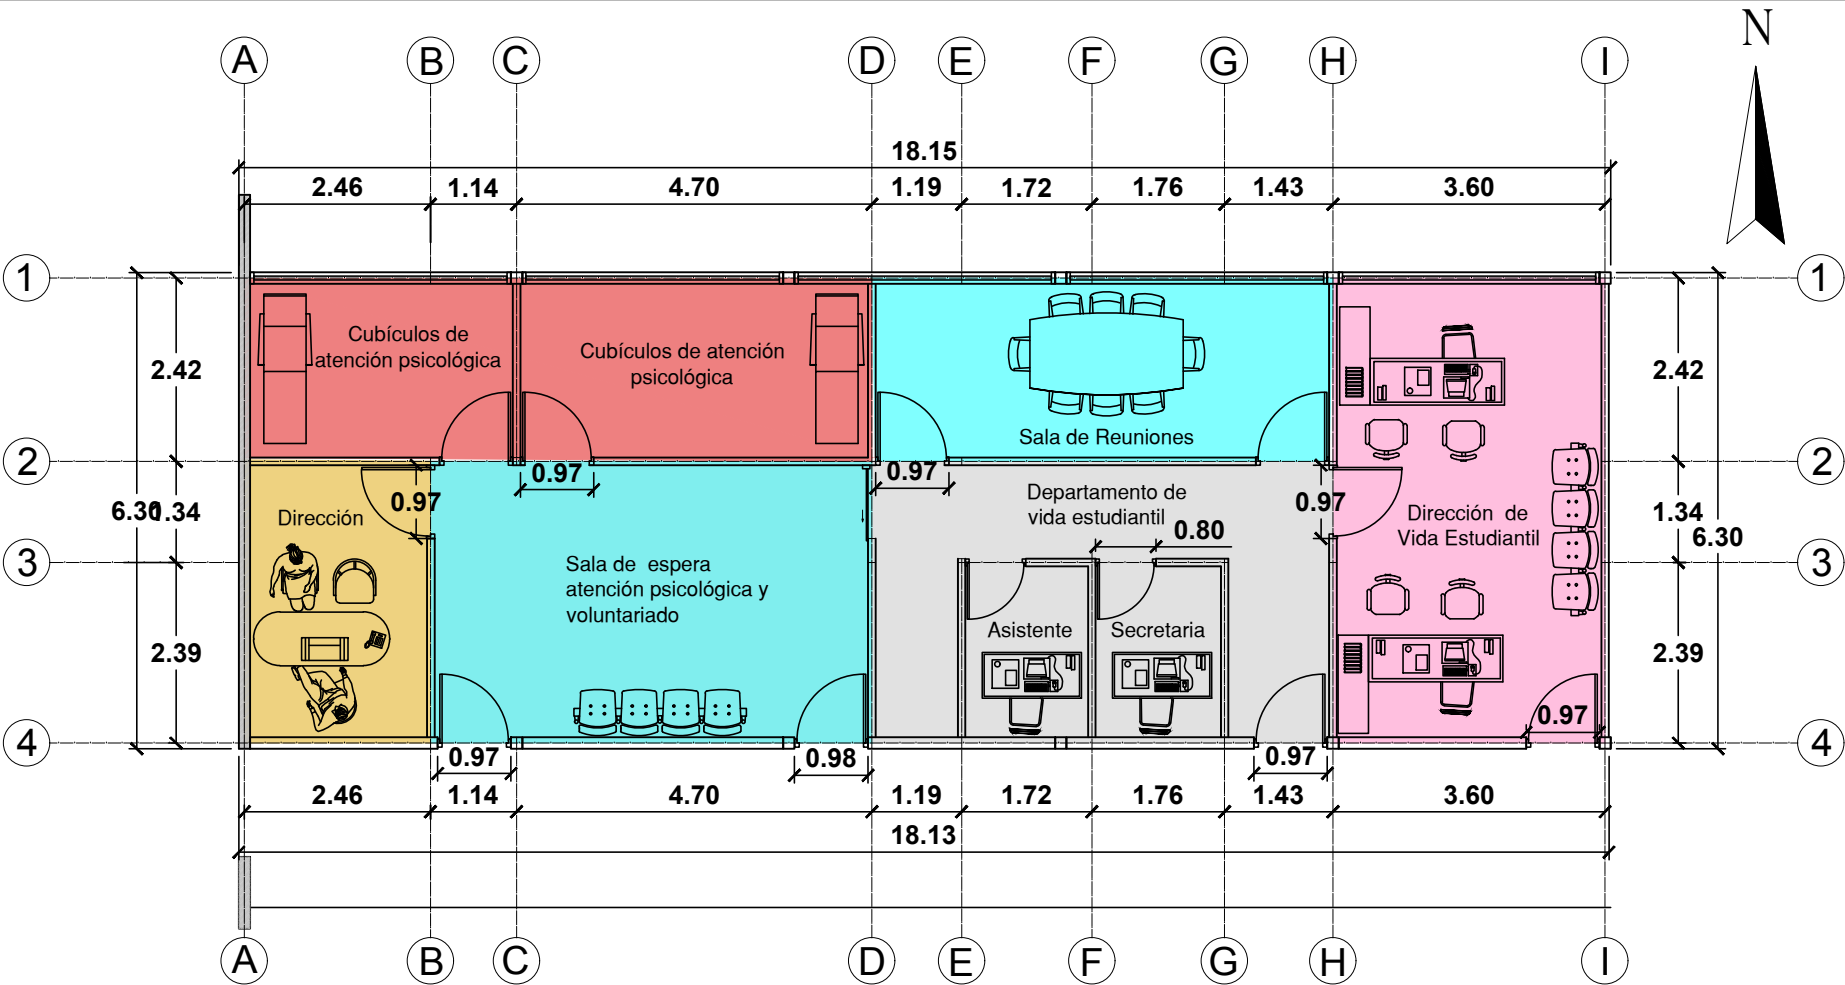 N
A B C D E F G H I
18.15
2.46 1.14 4.70 1.19 1.72 1.76 1.43 3.60
1 1
Cubículos de
atención psicológica
Cubículos de atención
psicológica
2.42 2.42
Sala de Reuniones
2 2
0.97 0.97 0.97 0.97
Dirección
Departamento de
vida estudiantil
Dirección de
Vida Estudiantil
6.30 1.34 1.34 6.30
0.80
3 3
Sala de espera
atención psicológica y
voluntariado
Asistente Secretaria
2.39 2.39
0.97
4 4
0.97 0.98 0.97
2.46 1.14 4.70 1.19 1.72 1.76 1.43 3.60
18.13
A B C D E F G H I